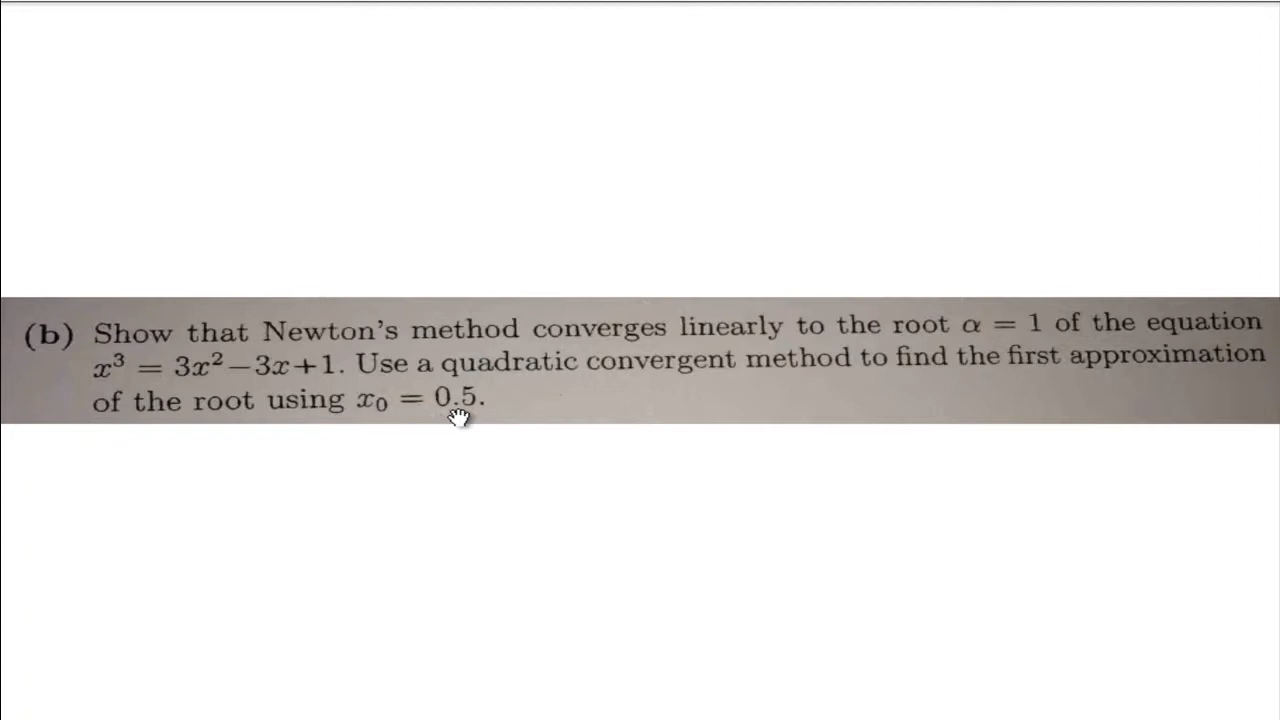 (b) Show that Newton's method converges linearly to the root α = 1 of the equation
x³ = 3x² − 3x + 1. Use a quadratic convergent method to find the first approximation
of the root using x₀ = 0.5.